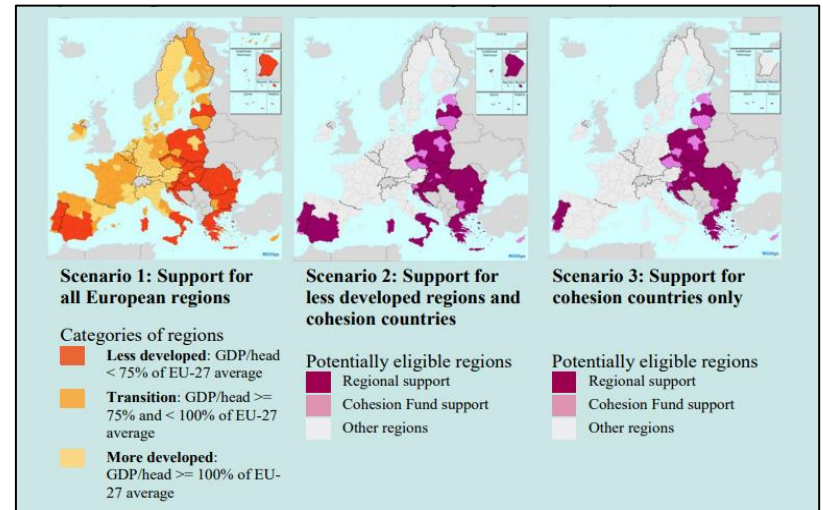 Scenario 1: Support for
all European regions
Categories of regions
Less developed: GDP/head
< 75% of EU-27 average
Transition: GDP/head >=
75% and < 100% of EU-27
average
More developed:
GDP/head >= 100% of EU-
27 average
Scenario 2: Support for
less developed regions and
cohesion countries
Potentially eligible regions
Regional support
Cohesion Fund support
Other regions
Scenario 3: Support for
cohesion countries only
Potentially eligible regions
Regional support
Cohesion Fund support
Other regions